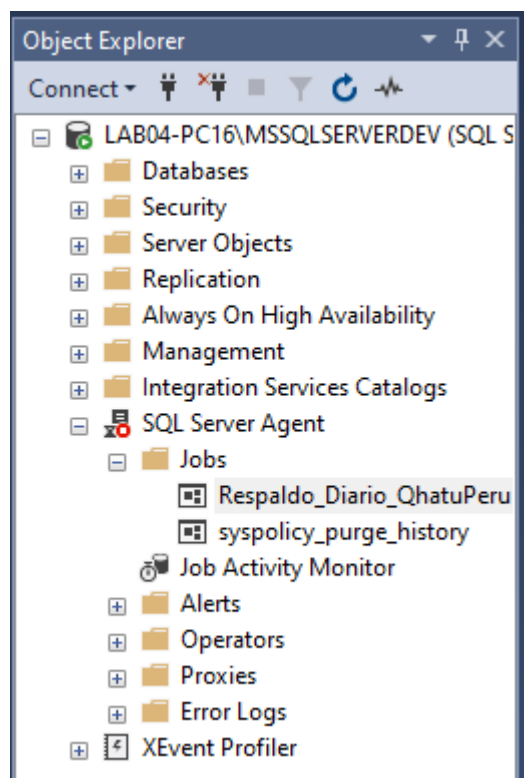 Object Explorer
Connect
LAB04-PC16\MSSQLSERVERDEV (SQL S
Databases
Security
Server Objects
Replication
Always On High Availability
Management
Integration Services Catalogs
SQL Server Agent
Jobs
Respaldo_Diario_QhatuPeru
syspolicy_purge_history
Job Activity Monitor
Alerts
Operators
Proxies
Error Logs
XEvent Profiler